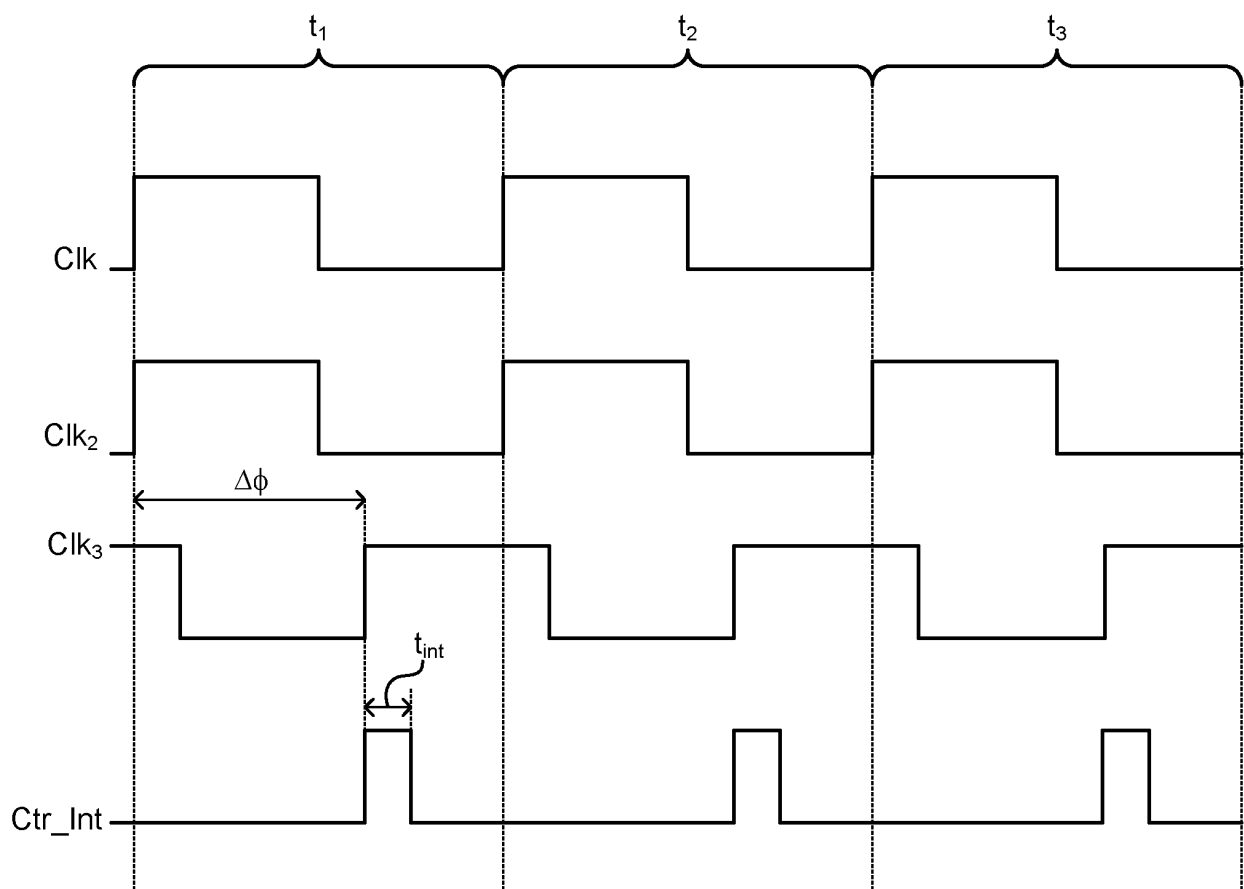 t₁ t₂ t₃
Clk
Clk₂
Δϕ
Clk₃
tᵢₙₜ
Ctr_Int